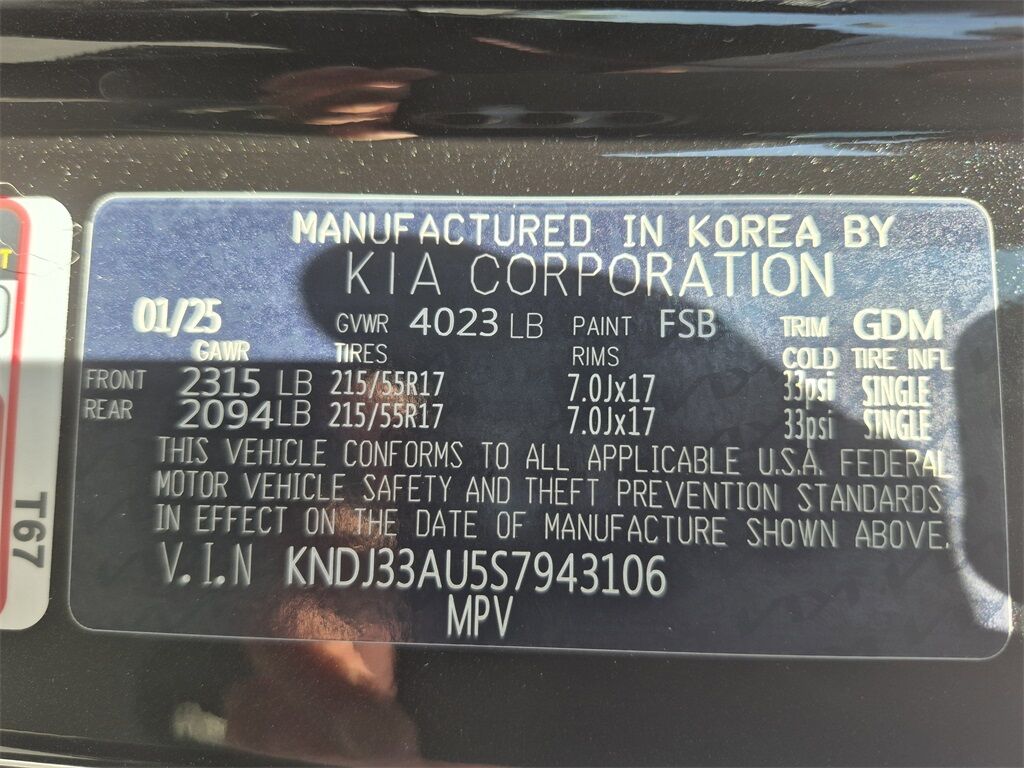 MANUFACTURED IN KOREA BY
KIA CORPORATION
01/25 GVWR 4023 LB PAINT FSB TRIM GDM
GAWR TIRES RIMS COLD TIRE INFL
FRONT 2315 LB 215/55R17 7.0Jx17 33psi SINGLE
REAR 2094 LB 215/55R17 7.0Jx17 33psi SINGLE
THIS VEHICLE CONFORMS TO ALL APPLICABLE U.S.A. FEDERAL
MOTOR VEHICLE SAFETY AND THEFT PREVENTION STANDARDS
IN EFFECT ON THE DATE OF MANUFACTURE SHOWN ABOVE.
V.I.N KNDJ33AU5S7943106
MPV
T67